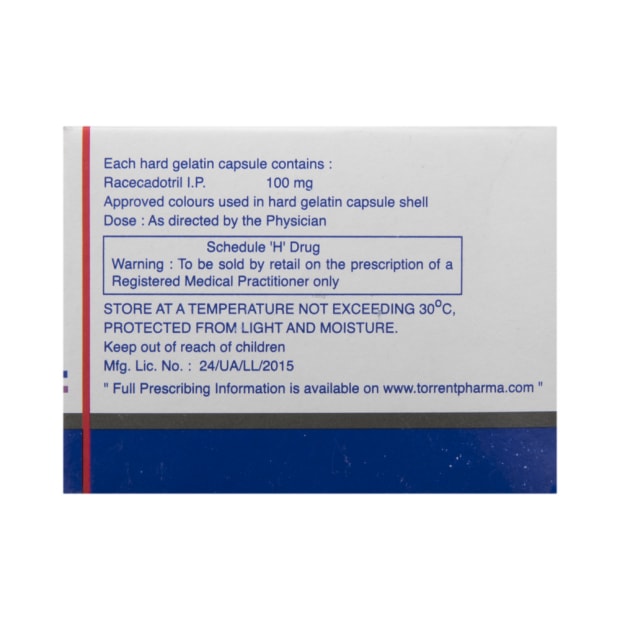 Each hard gelatin capsule contains :
Racecadotril I.P. 100 mg
Approved colours used in hard gelatin capsule shell
Dose : As directed by the Physician
Schedule 'H' Drug
Warning : To be sold by retail on the prescription of a
Registered Medical Practitioner only
STORE AT A TEMPERATURE NOT EXCEEDING 30⁰C,
PROTECTED FROM LIGHT AND MOISTURE.
Keep out of reach of children
Mfg. Lic. No. : 24/UA/LL/2015
" Full Prescribing Information is available on www.torrentpharma.com "